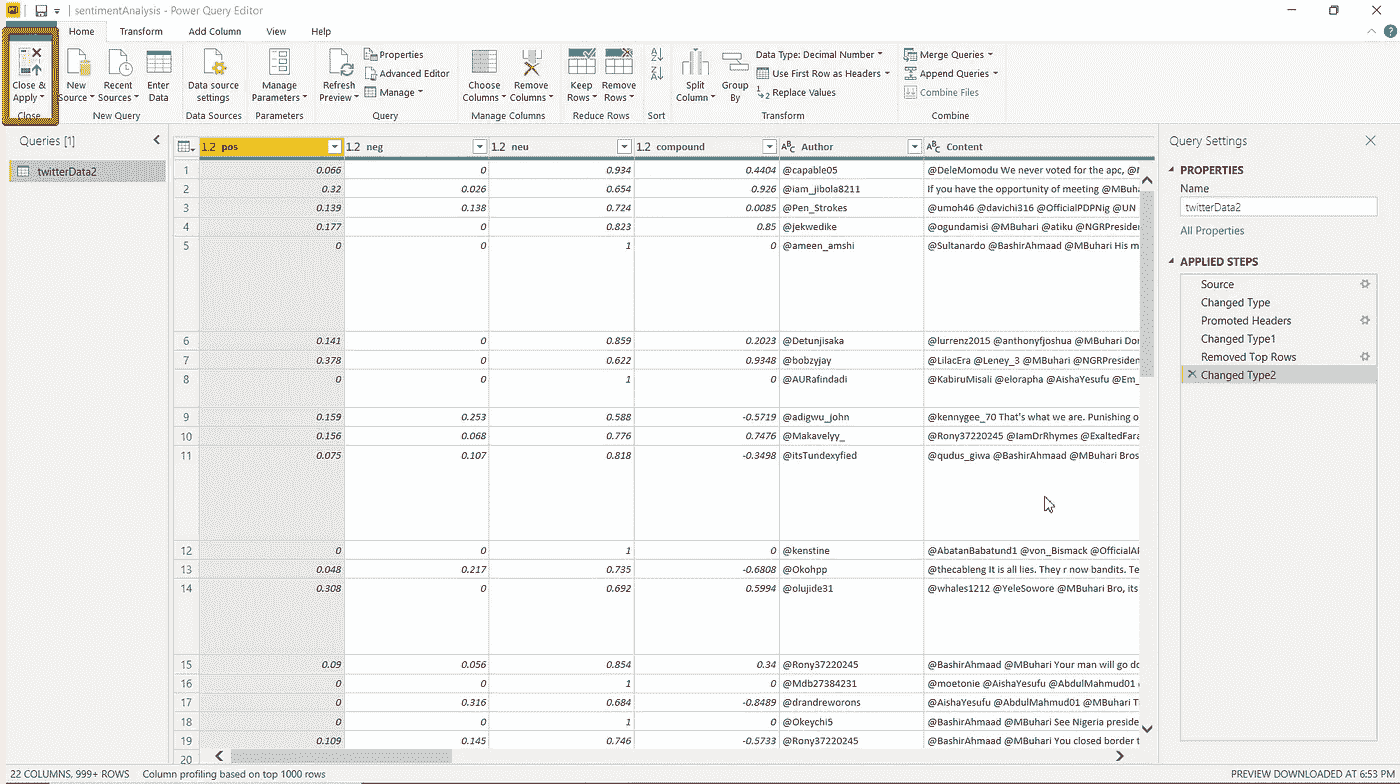 sentimentAnalysis - Power Query Editor
Home Transform Add Column View Help
Close & Apply
New Source
Recent Sources
Enter Data
Data source settings
Manage Parameters
Refresh Preview
Properties
Advanced Editor
Manage
Choose Columns
Remove Columns
Keep Rows
Remove Rows
Split Column
Group By
Data Type: Decimal Number
Use First Row as Headers
Replace Values
Merge Queries
Append Queries
Combine Files
Close New Query Data Sources Parameters Query Manage Columns Reduce Rows Sort Transform Combine
Queries [1]
twitterData2
1.2 pos 1.2 neg 1.2 neu 1.2 compound ABC Author ABC Content
1 0.066 0 0.934 0.4404 @capable05 @DeleMomodu We never voted for the apc,
2 0.32 0.026 0.654 0.926 @iam_jibola8211 If you have the opportunity of meeting @MBuha
3 0.139 0.138 0.724 0.0085 @Pen_Strokes @umoh46 @davichi316 @OfficialPDPNig @UN
4 0.177 0 0.823 0.85 @jekwedike @ogundamisi @MBuhari @atiku @NGRPresiden
5 0 0 1 0 @ameen_amshi @Sultanardo @BashirAhmaad @MBuhari His m
6 0.141 0 0.859 0.2023 @Detunjisaka @lurrenz2015 @anthonyfjoshua @MBuhari Don
7 0.378 0 0.622 0.9348 @bobzyjay @LilacEra @Leney_3 @MBuhari @NGRPresiden
8 0 0 1 0 @AURafindadi @KabiruMisali @elorapha @AishaYesufu @Em_
9 0.159 0.253 0.588 -0.5719 @adigwu_john @kennygee_70 That's what we are. Punishing o
10 0.156 0.068 0.776 0.7476 @Makavelyy_ @Rony37220245 @IamDrRhymes @ExaltedFara
11 0.075 0.107 0.818 -0.3498 @itsTundexyfied @qudus_giwa @BashirAhmaad @MBuhari Bros
12 0 0 1 0 @kenstine @AbatanBabatund1 @von_Bismack @OfficialAP
13 0.048 0.217 0.735 -0.6808 @Okohpp @thecableng It is all lies. They r now bandits. Te
14 0.308 0 0.692 0.5994 @olujide31 @whales1212 @YeleSowore @MBuhari Bro, its
15 0.09 0.056 0.854 0.34 @Rony37220245 @BashirAhmaad @MBuhari Your man will go do
16 0 0 1 0 @Mdb27384231 @moetonie @AishaYesufu @AbdulMahmud01
17 0 0.316 0.684 -0.8489 @drandreworons @AishaYesufu @AbdulMahmud01 @MBuhari T
18 0 0 1 0 @Okeychi5 @BashirAhmaad @MBuhari See Nigeria preside
19 0.109 0.145 0.746 -0.5733 @Rony37220245 @BashirAhmaad @MBuhari You closed border t
20
Query Settings
PROPERTIES
Name
twitterData2
All Properties
APPLIED STEPS
Source
Changed Type
Promoted Headers
Changed Type1
Removed Top Rows
Changed Type2
22 COLUMNS, 999+ ROWS Column profiling based on top 1000 rows PREVIEW DOWNLOADED AT 6:53 PM